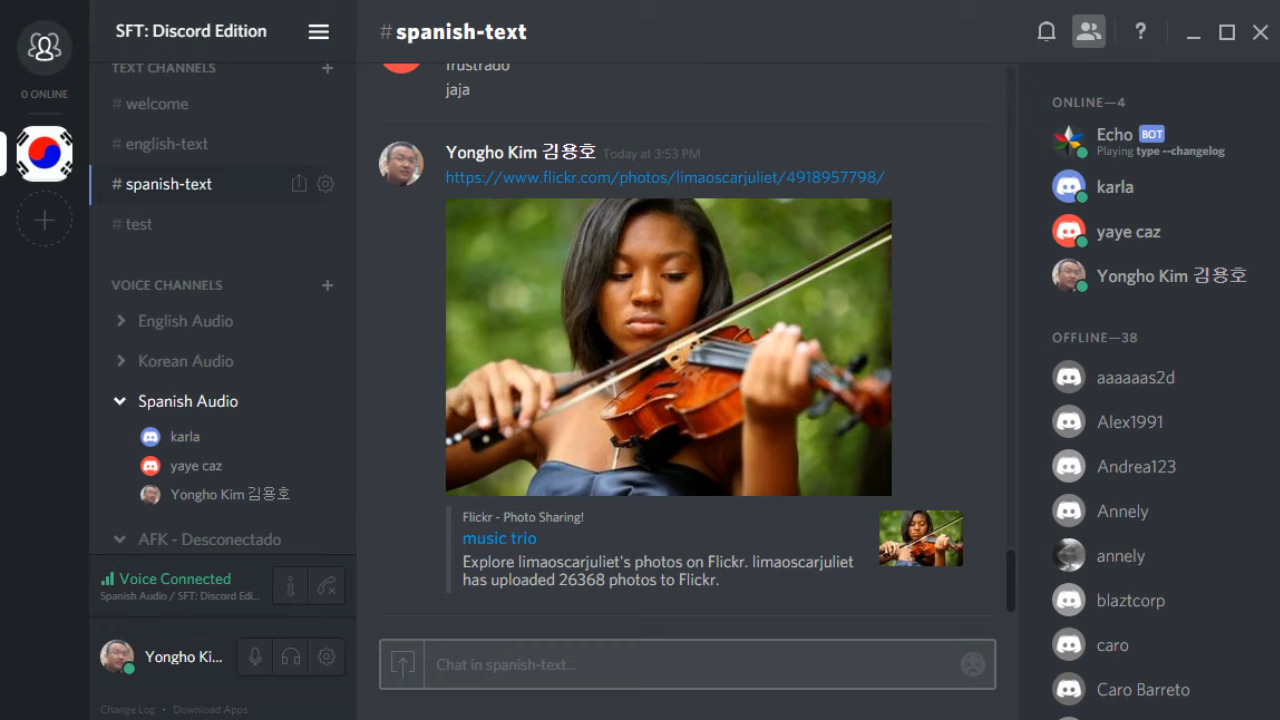 0 ONLINE
SFT: Discord Edition
TEXT CHANNELS
# welcome
# english-text
# spanish-text
# test
VOICE CHANNELS
English Audio
Korean Audio
Spanish Audio
karla
yaye caz
Yongho Kim 김용호
AFK - Desconectado
Voice Connected
Spanish Audio / SFT: Discord Edi...
Yongho Ki...
Change Log • Download Apps
# spanish-text
frustrado
jaja
Yongho Kim 김용호 Today at 3:53 PM
https://www.flickr.com/photos/limaoscarjuliet/4918957798/
Flickr - Photo Sharing!
music trio
Explore limaoscarjuliet's photos on Flickr. limaoscarjuliet
has uploaded 26368 photos to Flickr.
Chat in spanish-text...
?
ONLINE—4
Echo BOT
Playing type --changelog
karla
yaye caz
Yongho Kim 김용호
OFFLINE—38
aaaaaas2d
Alex1991
Andrea123
Annely
annely
blaztcorp
caro
Caro Barreto